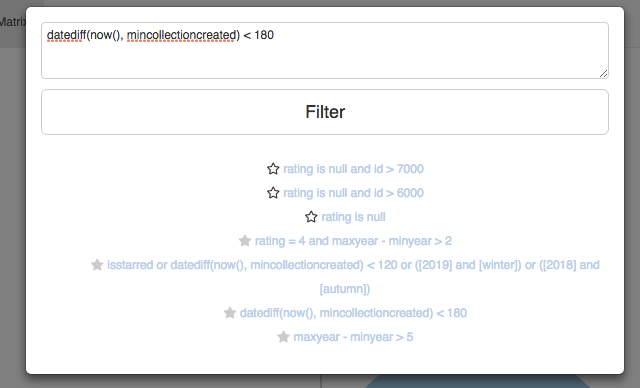 Matrix
datediff(now(), mincollectioncreated) < 180
Filter
rating is null and id > 7000
rating is null and id > 6000
rating is null
rating = 4 and maxyear - minyear > 2
isstarred or datediff(now(), mincollectioncreated) < 120 or ([2019] and [winter]) or ([2018] and
[autumn])
datediff(now(), mincollectioncreated) < 180
maxyear - minyear > 5